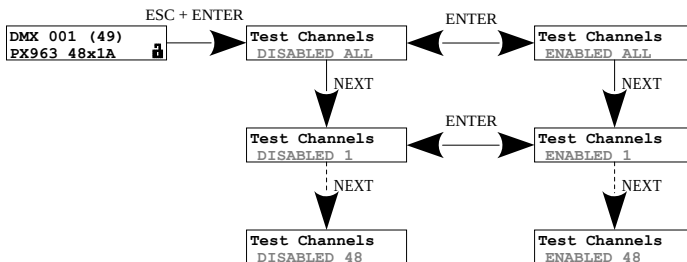 ESC + ENTER
ENTER
DMX 001 (49)
PX963 48x1A
Test Channels
DISABLED ALL
Test Channels
ENABLED ALL
NEXT
NEXT
ENTER
Test Channels
DISABLED 1
Test Channels
ENABLED 1
NEXT
NEXT
Test Channels
DISABLED 48
Test Channels
ENABLED 48